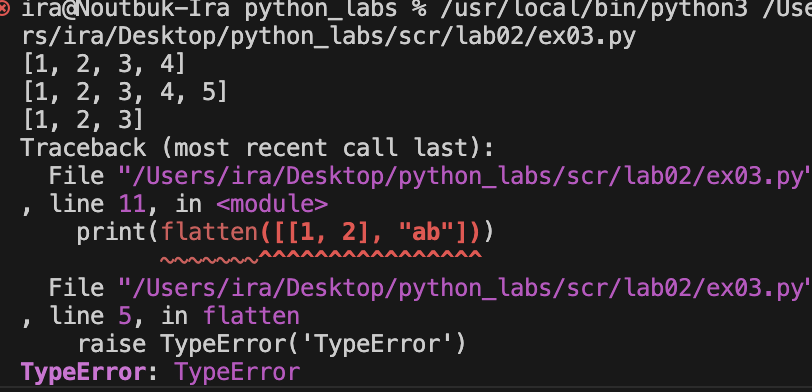 ira@Noutbuk-Ira python_labs % /usr/local/bin/python3 /Use
rs/ira/Desktop/python_labs/scr/lab02/ex03.py
[1, 2, 3, 4]
[1, 2, 3, 4, 5]
[1, 2, 3]
Traceback (most recent call last):
  File "/Users/ira/Desktop/python_labs/scr/lab02/ex03.py"
, line 11, in <module>
    print(flatten([[1, 2], "ab"]))
          ~~~~~~~^^^^^^^^^^^^^^^^
  File "/Users/ira/Desktop/python_labs/scr/lab02/ex03.py"
, line 5, in flatten
    raise TypeError('TypeError')
TypeError: TypeError